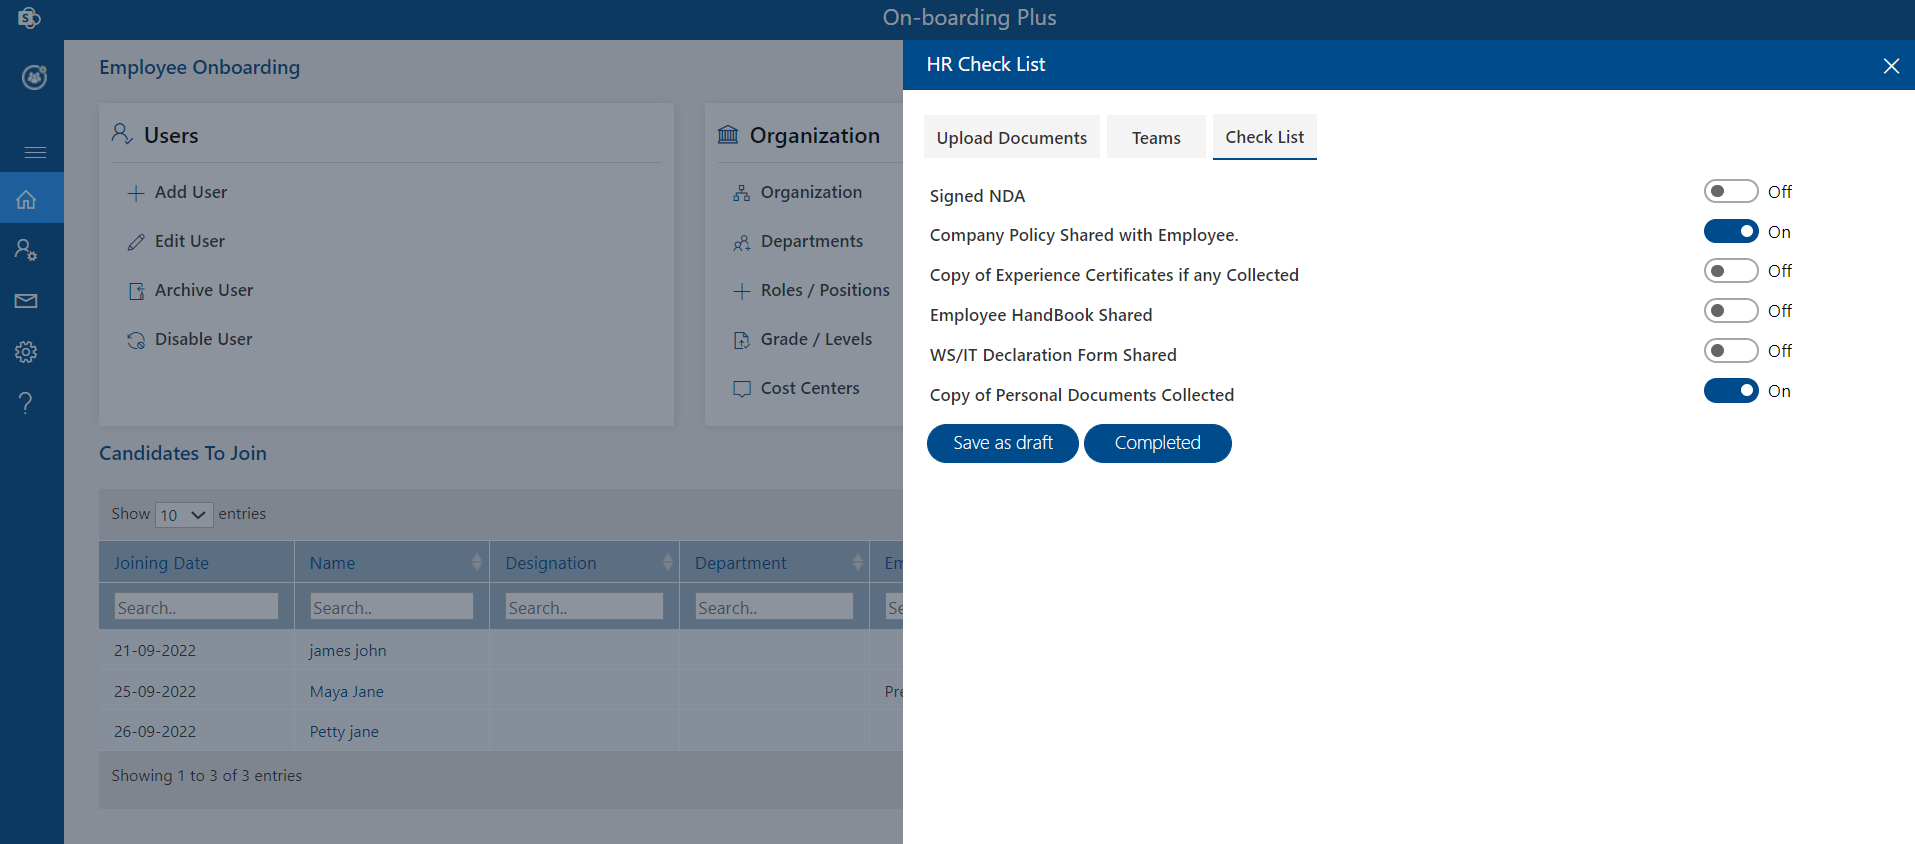 On-boarding Plus
Employee Onboarding
Users
Add User
Edit User
Archive User
Disable User
Organization
Organization
Departments
Roles / Positions
Grade / Levels
Cost Centers
Candidates To Join
Show 10 entries
Joining Date Name Designation Department Em
Search.. Search.. Search.. Search.. Se
21-09-2022 james john
25-09-2022 Maya Jane Pre
26-09-2022 Petty jane
Showing 1 to 3 of 3 entries
HR Check List
Upload Documents Teams Check List
Signed NDA Off
Company Policy Shared with Employee. On
Copy of Experience Certificates if any Collected Off
Employee HandBook Shared Off
WS/IT Declaration Form Shared Off
Copy of Personal Documents Collected On
Save as draft Completed